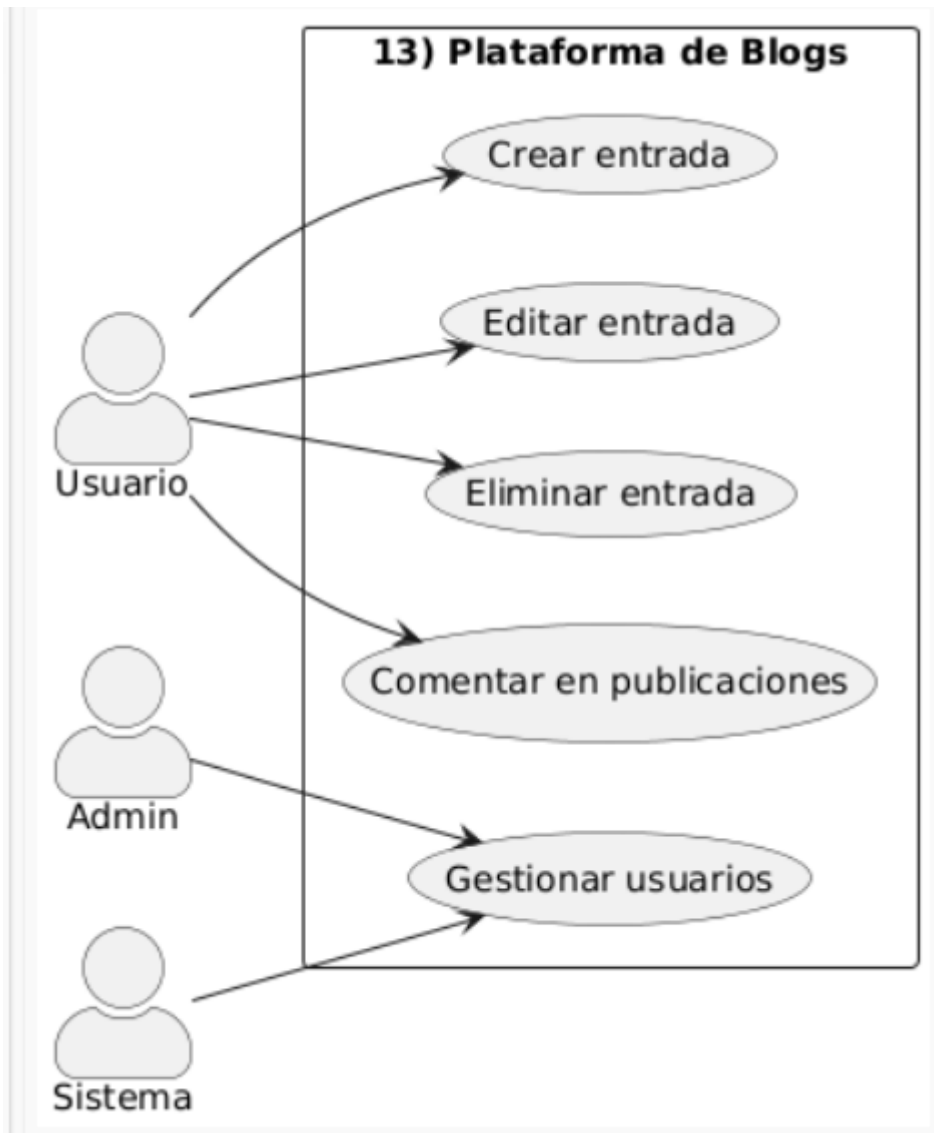 13) Plataforma de Blogs
Crear entrada
Editar entrada
Eliminar entrada
Usuario
Comentar en publicaciones
Admin
Gestionar usuarios
Sistema